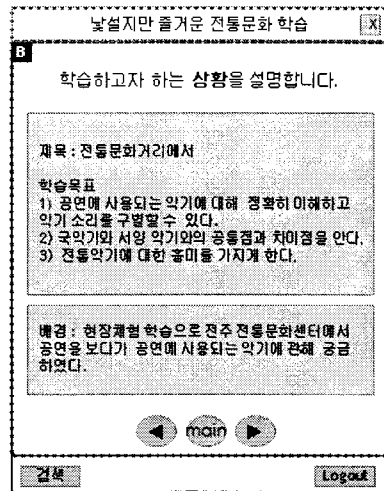 낯설지만 즐거운 전통문화 학습 X
B
학습하고자 하는 상황을 설명합니다.
제목 : 전통문화거리에서
학습목표
1) 공연에 사용되는 악기에 대해 정확히 이해하고
악기 소리를 구별할 수 있다.
2) 국악기와 서양 악기와의 공통점과 차이점을 안다.
3) 전통악기에 대한 흥미를 가지게 한다.
배경 : 현장체험 학습으로 전주 전통문화센터에서
공연을 보다가 공연에 사용되는 악기에 관해 궁금
하였다.
main
검색 Logout